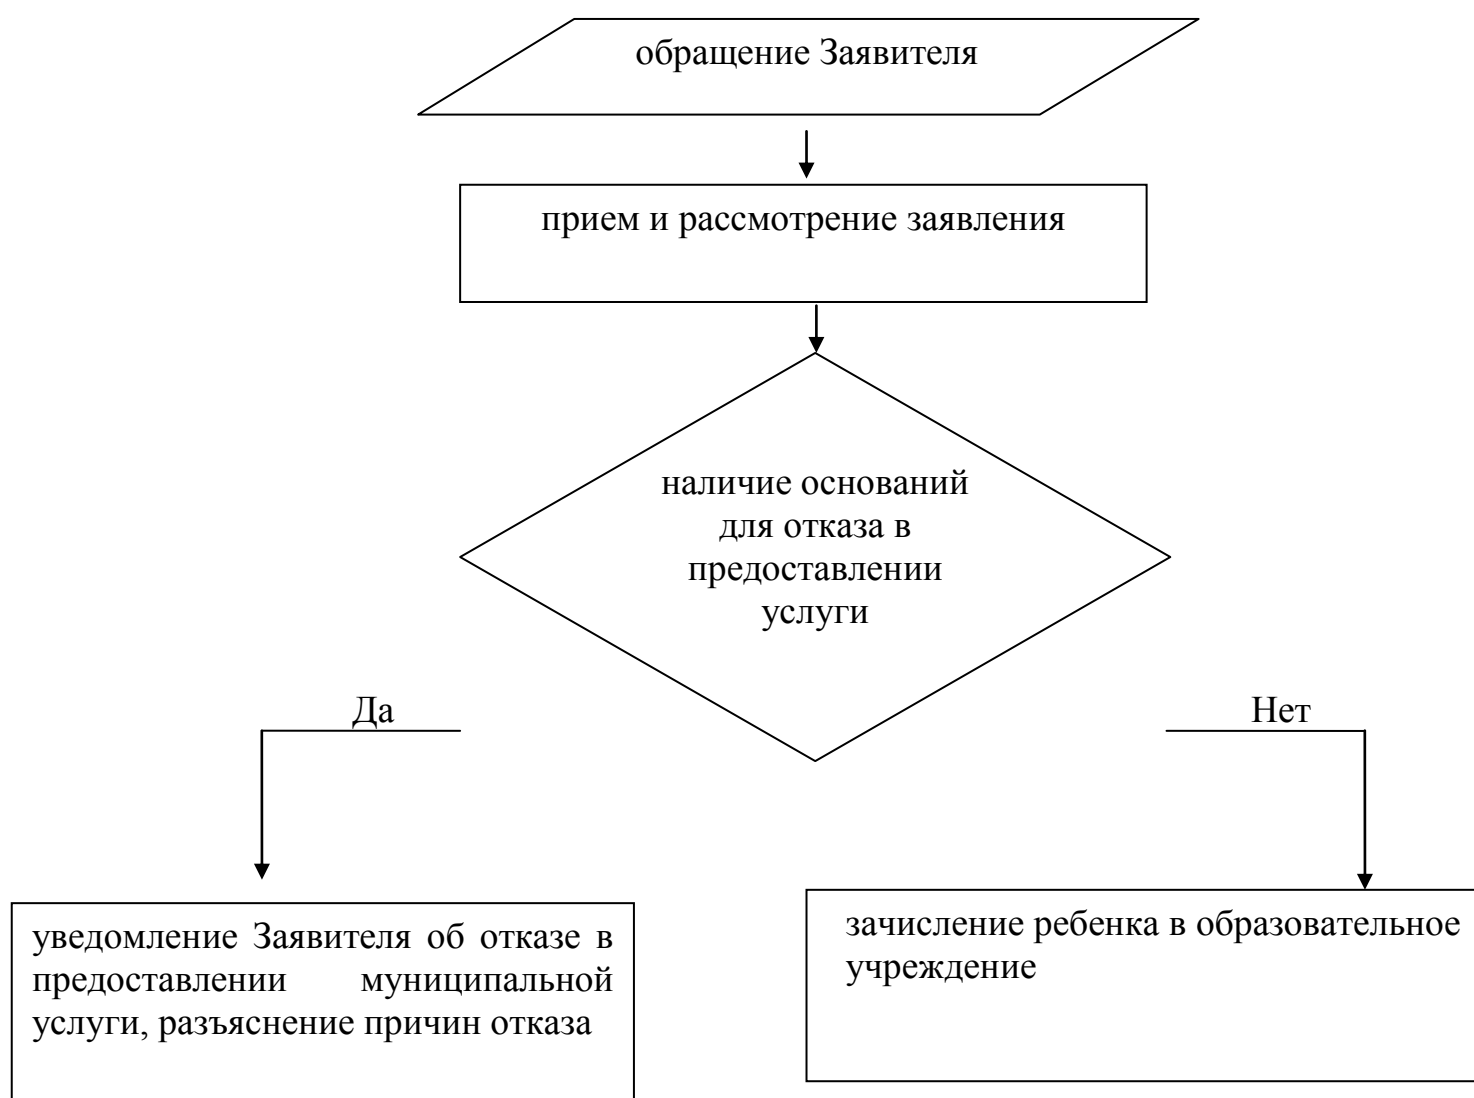 обращение Заявителя
прием и рассмотрение заявления
наличие оснований
для отказа в
предоставлении
услуги
Да
Нет
уведомление Заявителя об отказе в
предоставлении муниципальной
услуги, разъяснение причин отказа
зачисление ребенка в образовательное
учреждение